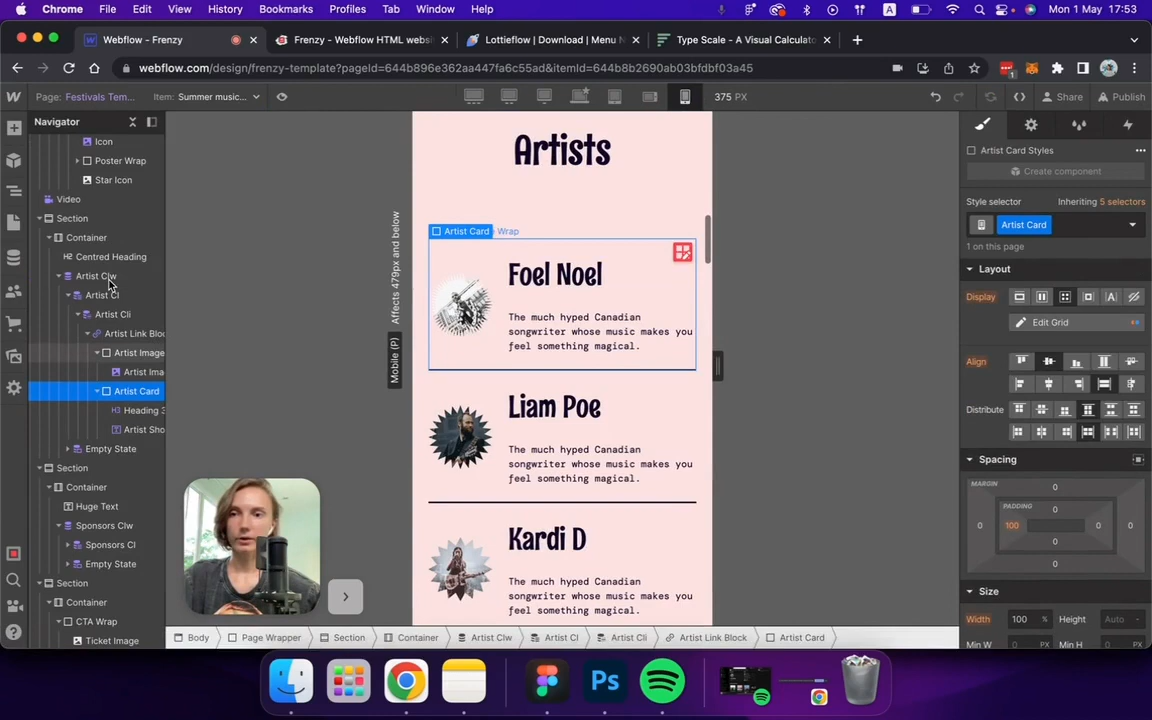 Chrome File Edit View History Bookmarks Profiles Tab Window Help A Mon 1 May 17:53
Webflow - Frenzy
Frenzy - Webflow HTML websi
Lottieflow | Download | Menu N
Type Scale - A Visual Calculato
webflow.com/design/frenzy-template?pageId=644b896e362aa447fa6c55ad&itemId=644b8b2690ab03bfdbf03a45
Page: Festivals Tem... Item: Summer music... 375 PX Share Publish
Navigator
Icon
Poster Wrap
Star Icon
Video
Section
Container
H2 Centred Heading
Artist Clw
Artist Cl
Artist Cli
Artist Link Bloc
Artist Image
Artist Ima
Artist Card
H3 Heading 3
Artist Sho
Empty State
Section
Container
Huge Text
Sponsors Clw
Sponsors Cl
Empty State
Section
Container
CTA Wrap
Ticket Image
Affects 479px and below
Mobile (P)
Artists
Artist Card Wrap
Foel Noel
The much hyped Canadian
songwriter whose music makes you
feel something magical.
Liam Poe
The much hyped Canadian
songwriter whose music makes you
feel something magical.
Kardi D
The much hyped Canadian
songwriter whose music makes you
feel something magical.
Body Page Wrapper Section Container Artist Clw Artist Cl Artist Cli Artist Link Block Artist Card
Artist Card Styles
Create component
Style selector Inheriting 5 selectors
Artist Card
1 on this page
Layout
Display
Edit Grid
Align
Distribute
Spacing
MARGIN 0
PADDING 0
0 100 0 0
0
0
Size
Width 100 % Height Auto -
Min W 0 PX Min H 0 PX
Ps